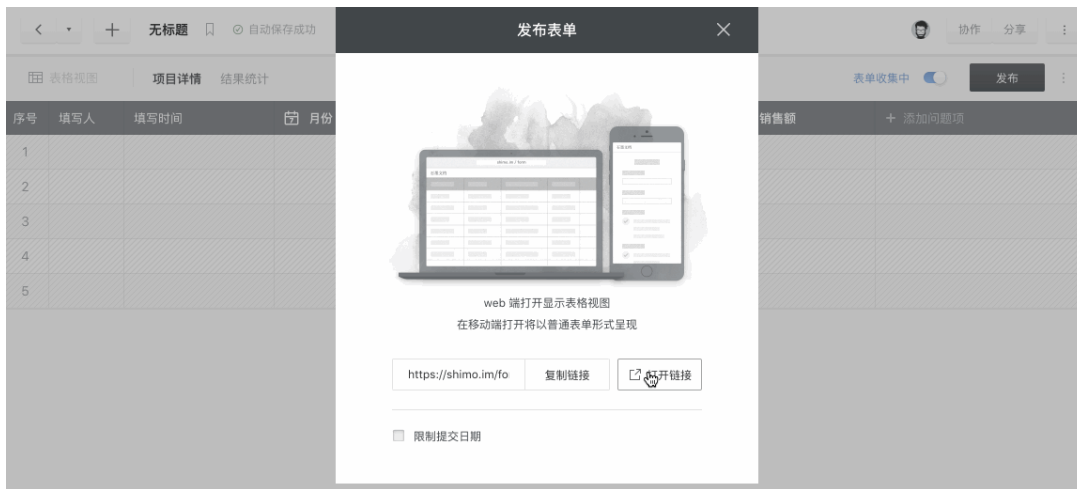 无标题 自动保存成功 发布表单 协作 分享
表格视图 项目详情 结果统计 表单收集中 发布
序号 填写人 填写时间 月份 销售额 + 添加问题项
1
2
3
4
5
shimo.im / form
web 端打开显示表格视图
在移动端打开将以普通表单形式呈现
https://shimo.im/fo 复制链接 打开链接
限制提交日期